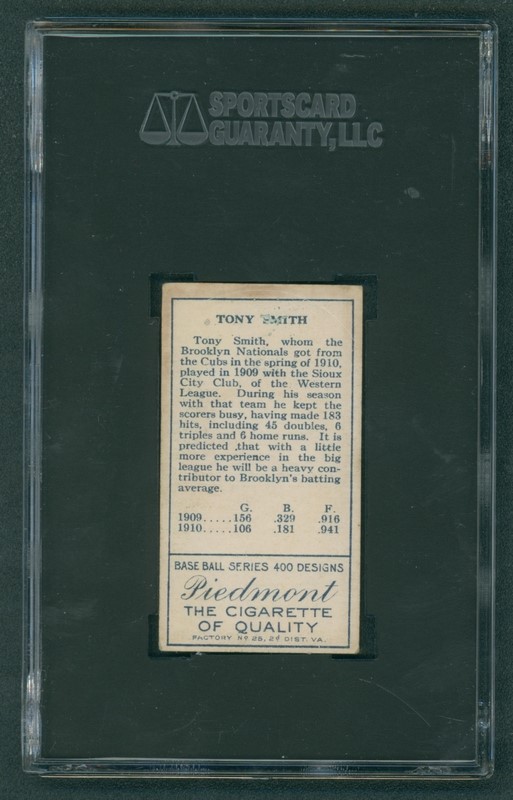 SPORTSCARD
GUARANTY, LLC
TONY SMITH
Tony Smith, whom the
Brooklyn Nationals got from
the Cubs in the spring of 1910,
played in 1909 with the Sioux
City Club, of the Western
League. During his season
with that team he kept the
scorers busy, having made 183
hits, including 45 doubles, 6
triples and 6 home runs. It is
predicted that with a little
more experience in the big
league he will be a heavy con-
tributor to Brooklyn's batting
average.
G. B. F.
1909.....156 .329 .916
1910.....106 .181 .941
BASE BALL SERIES 400 DESIGNS
Piedmont
THE CIGARETTE
OF QUALITY
FACTORY Nº 25, 2d DIST. VA.